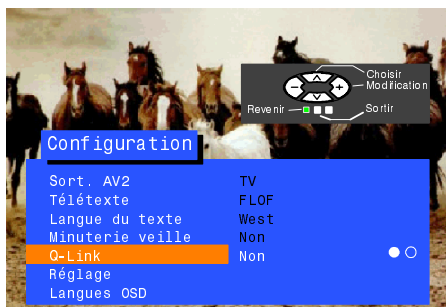 Choisir
Modification
Revenir
Sortir
Configuration
Sort. AV2 TV
Télétexte FLOF
Langue du texte West
Minuterie veille Non
Q-Link Non
Réglage
Langues OSD